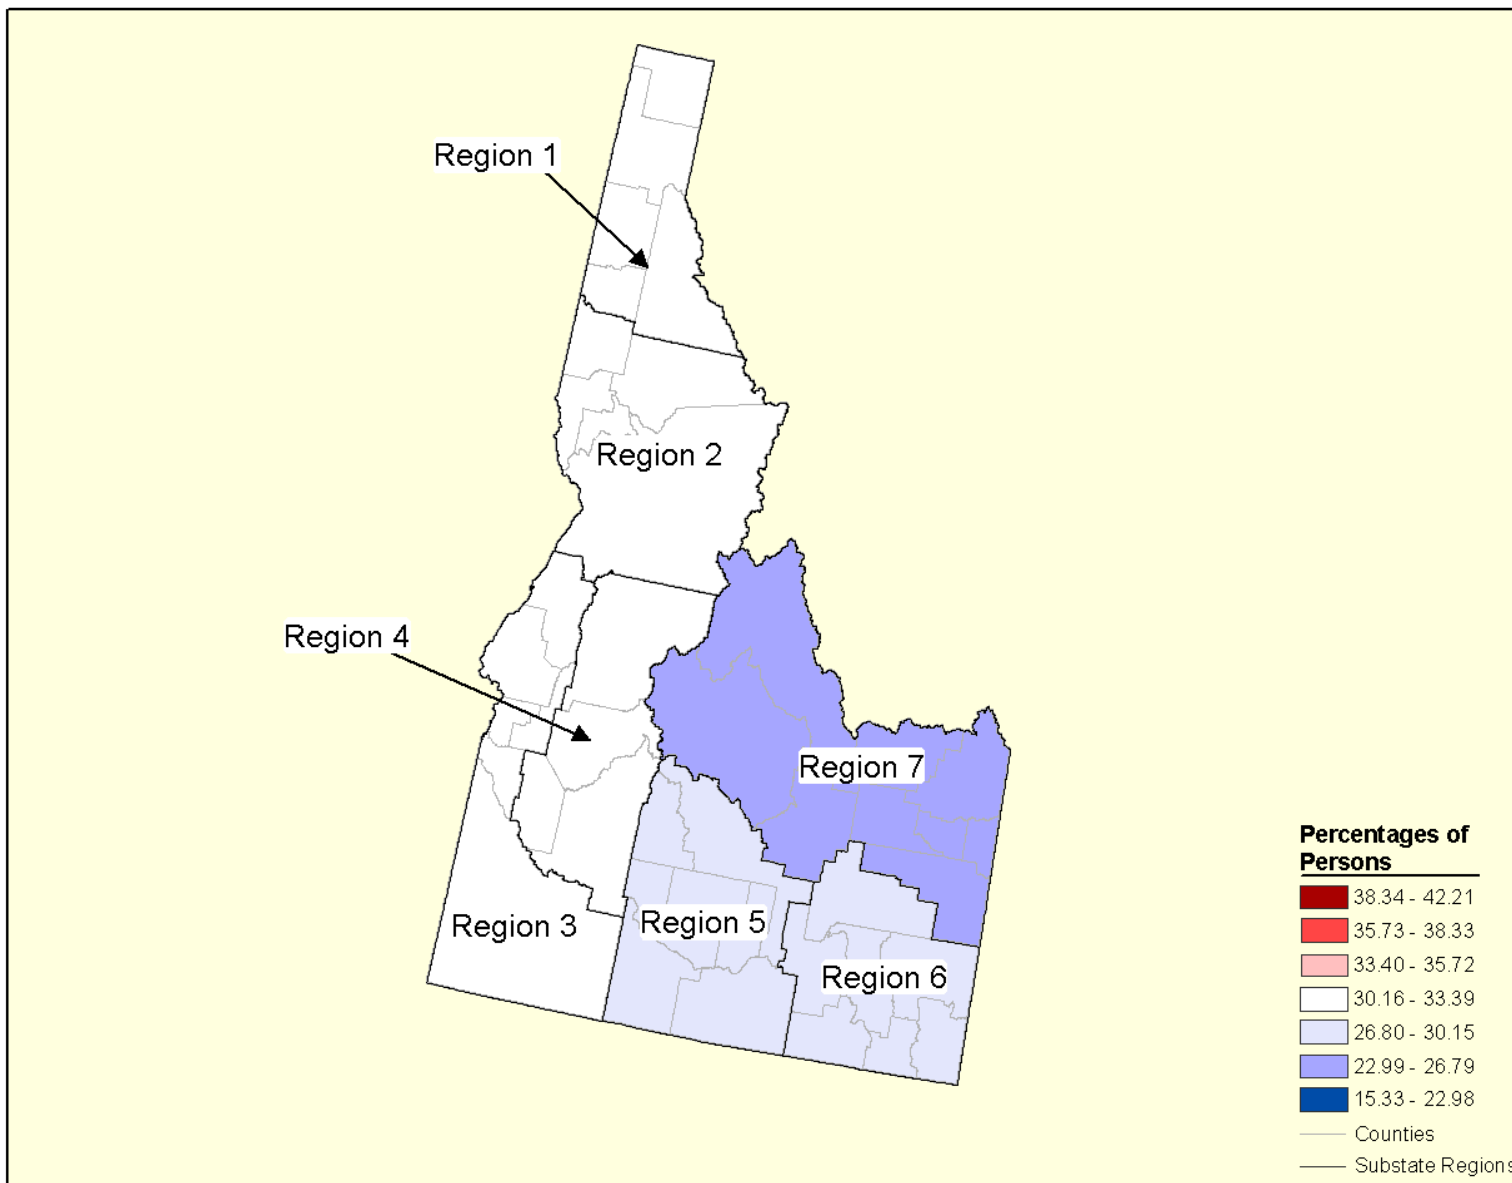 Region 1
Region 2
Region 4
Region 7
Region 3
Region 5
Region 6
Percentages of
Persons
38.34 - 42.21
35.73 - 38.33
33.40 - 35.72
30.16 - 33.39
26.80 - 30.15
22.99 - 26.79
15.33 - 22.98
Counties
Substate Regions